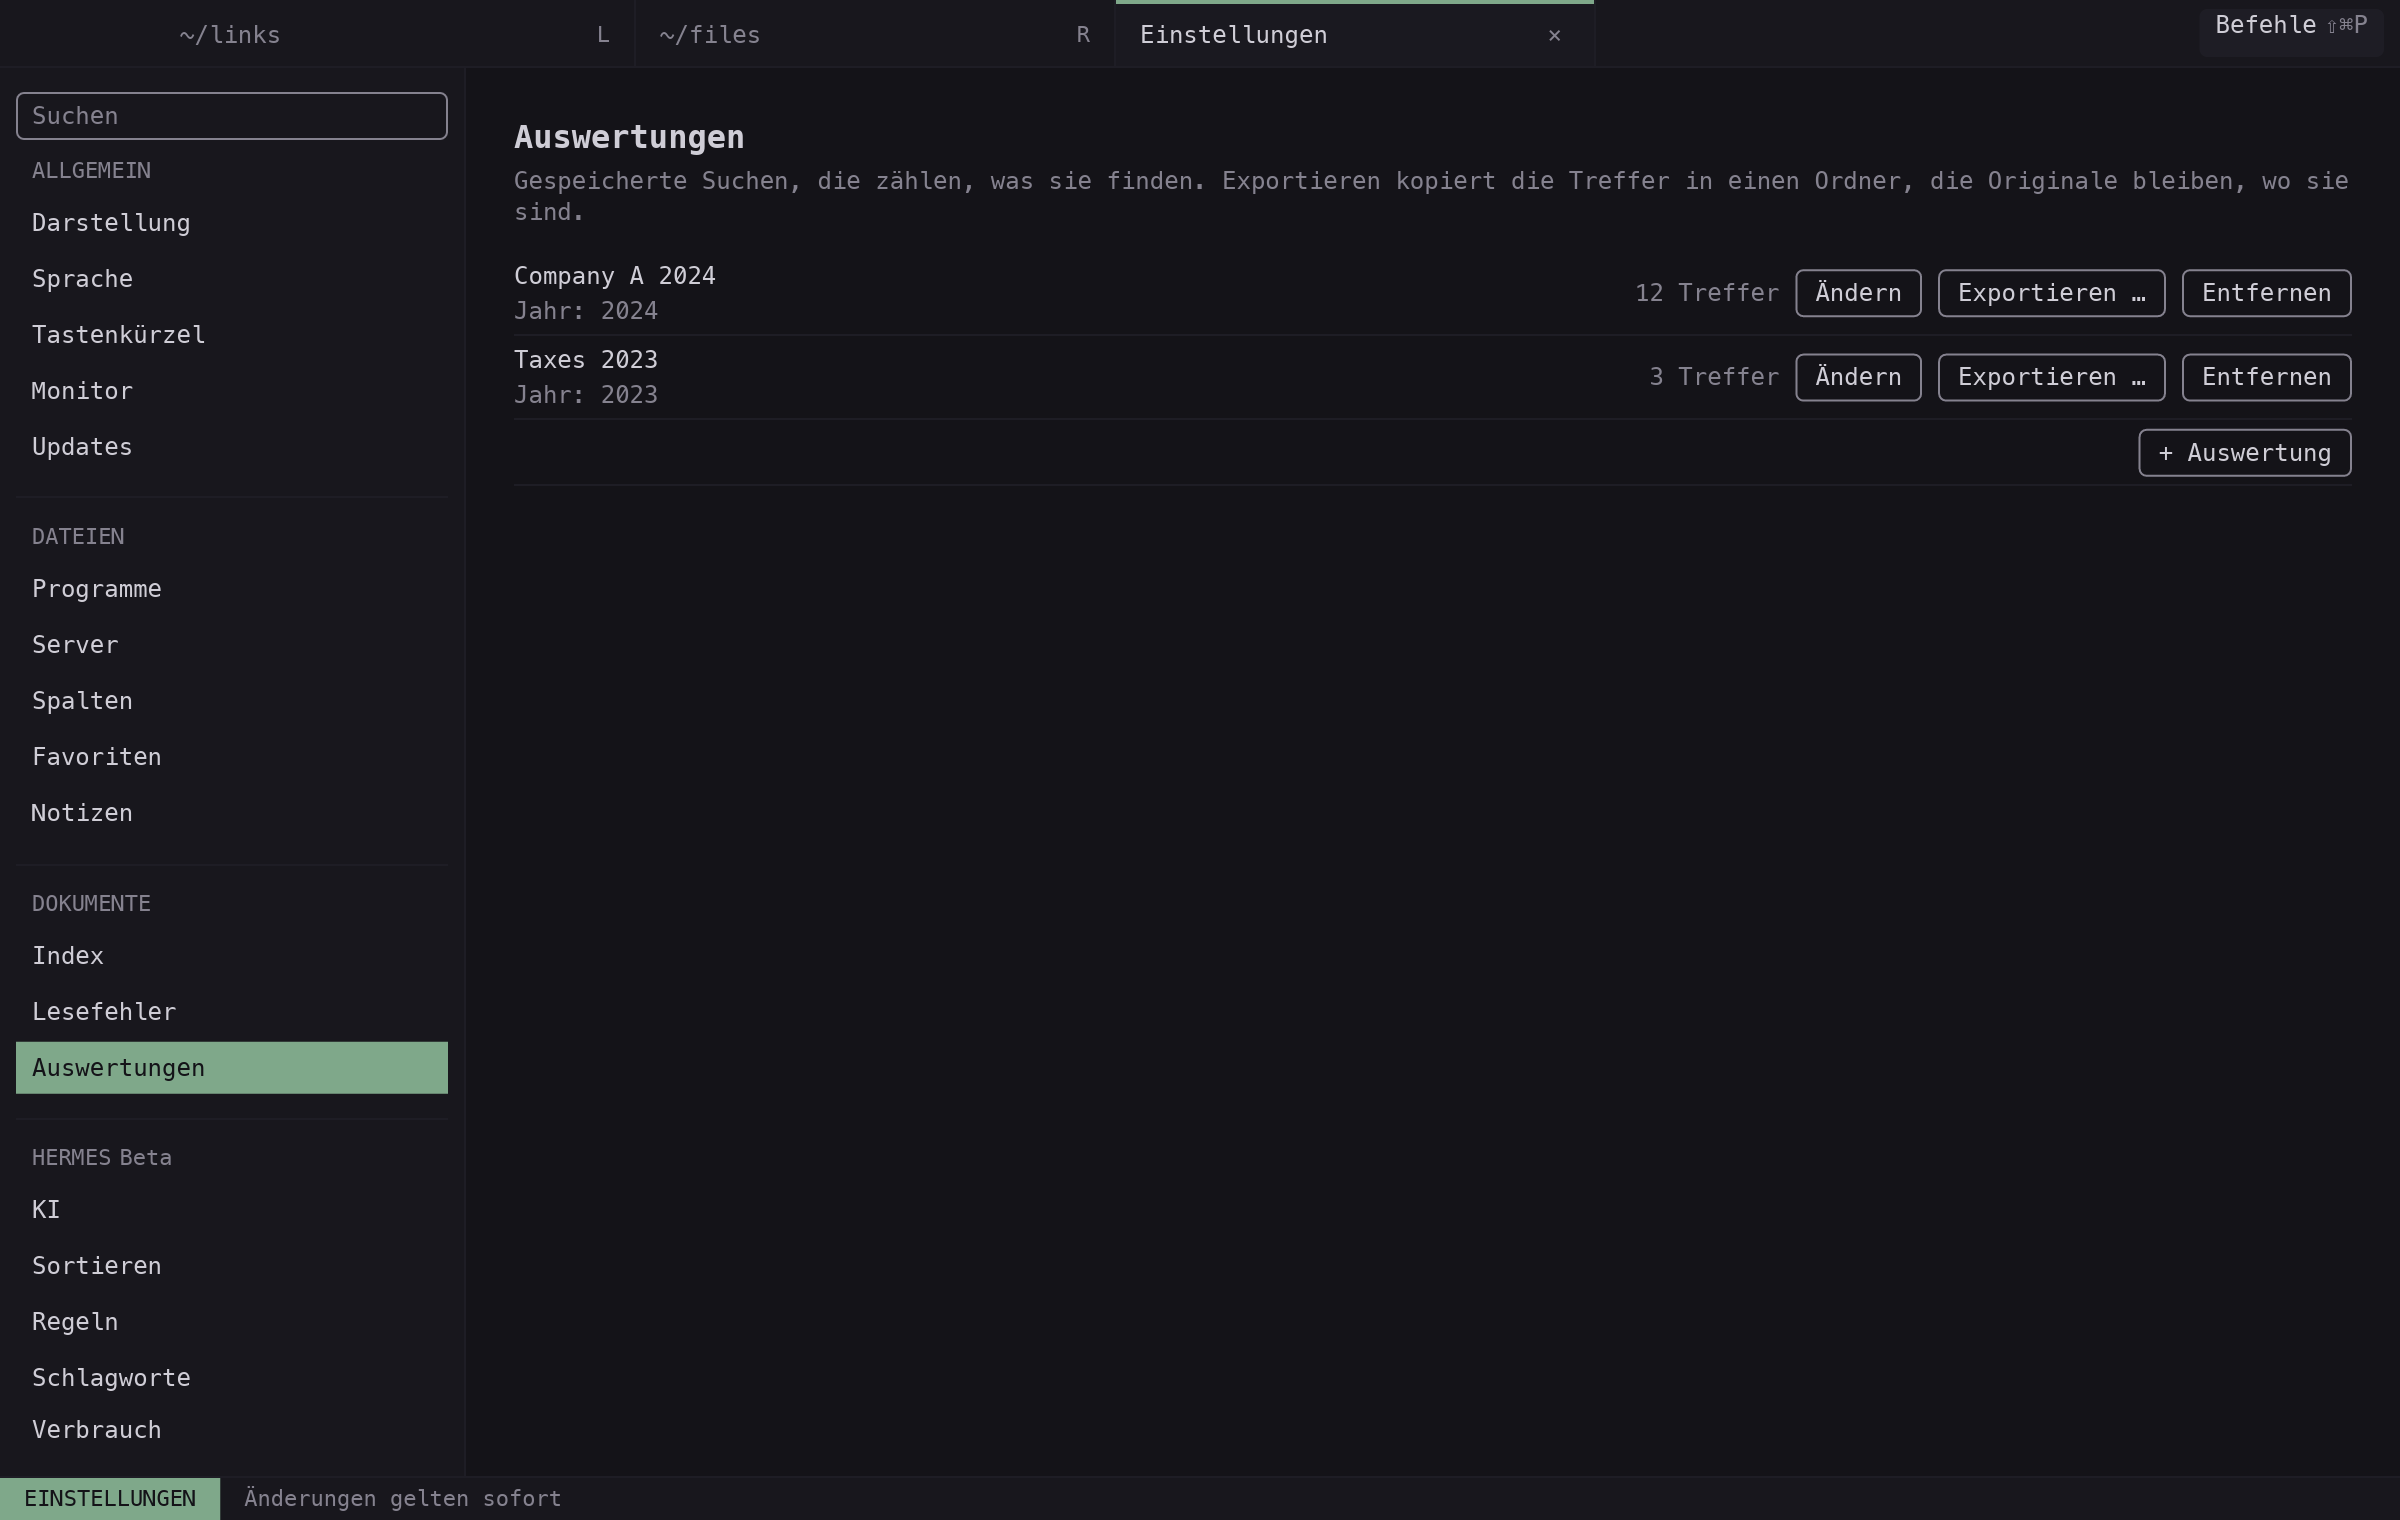 ~/links L ~/files R Einstellungen × Befehle ⇧⌘P
Suchen
ALLGEMEIN
Darstellung
Sprache
Tastenkürzel
Monitor
Updates
DATEIEN
Programme
Server
Spalten
Favoriten
Notizen
DOKUMENTE
Index
Lesefehler
Auswertungen
HERMES Beta
KI
Sortieren
Regeln
Schlagworte
Verbrauch
Auswertungen
Gespeicherte Suchen, die zählen, was sie finden. Exportieren kopiert die Treffer in einen Ordner, die Originale bleiben, wo sie
sind.
Company A 2024
Jahr: 2024
12 Treffer Ändern Exportieren … Entfernen
Taxes 2023
Jahr: 2023
3 Treffer Ändern Exportieren … Entfernen
+ Auswertung
EINSTELLUNGEN Änderungen gelten sofort